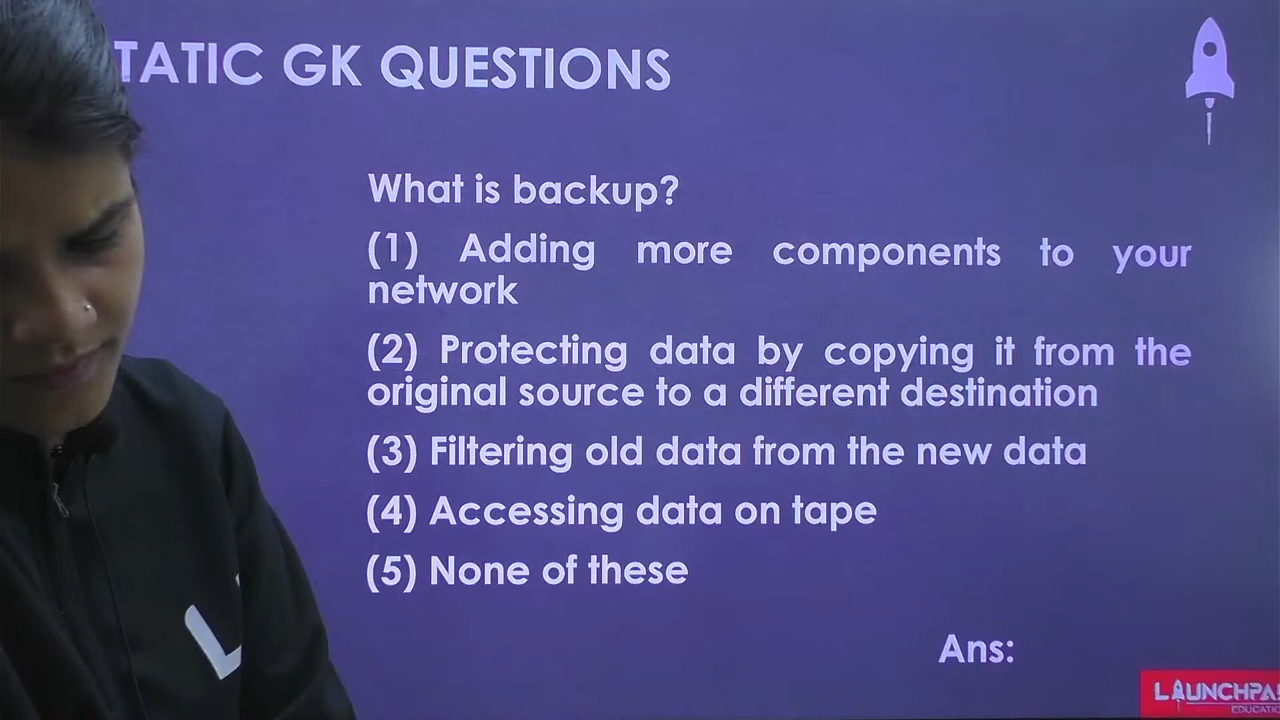 TATIC GK QUESTIONS
What is backup?
(1) Adding more components to your
network
(2) Protecting data by copying it from the
original source to a different destination
(3) Filtering old data from the new data
(4) Accessing data on tape
(5) None of these
Ans:
L
LAUNCHPA
EDUCATIO